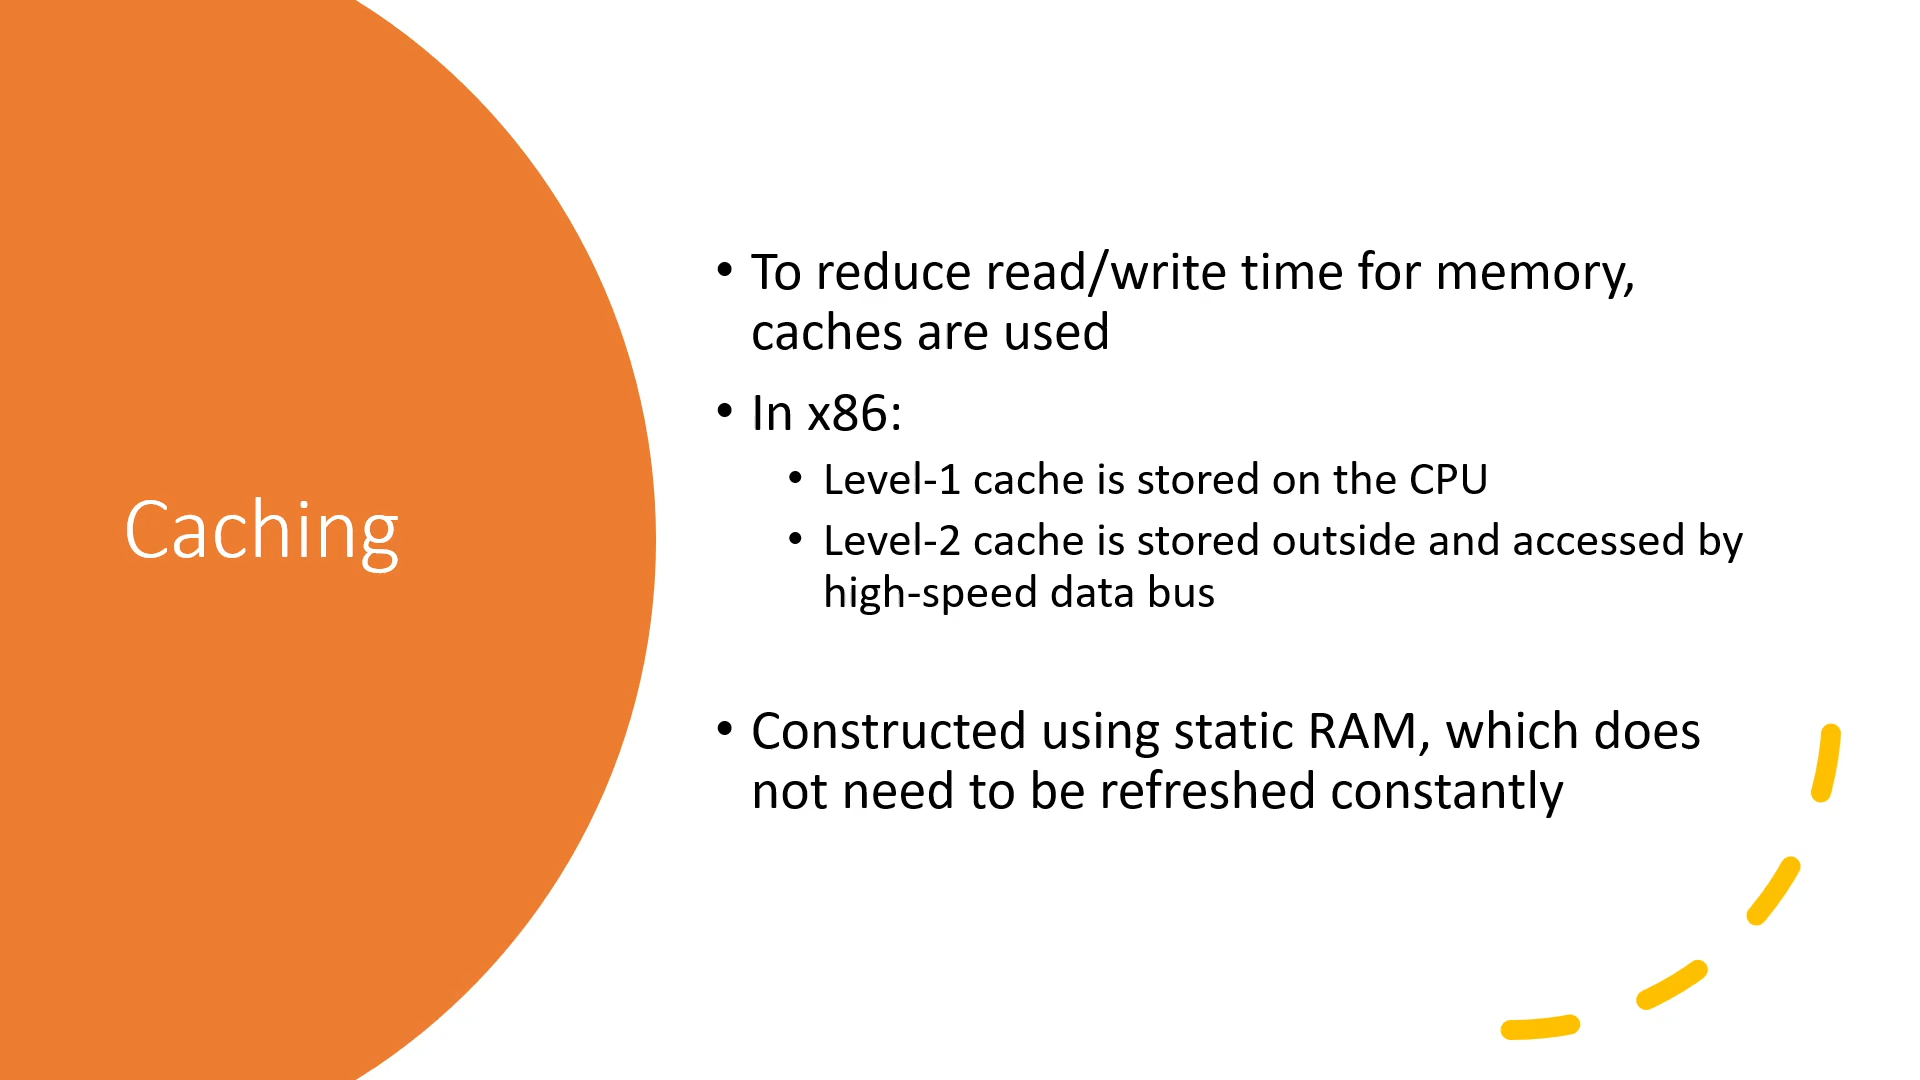 Caching
• To reduce read/write time for memory,
caches are used
• In x86:
• Level-1 cache is stored on the CPU
• Level-2 cache is stored outside and accessed by
high-speed data bus
• Constructed using static RAM, which does
not need to be refreshed constantly